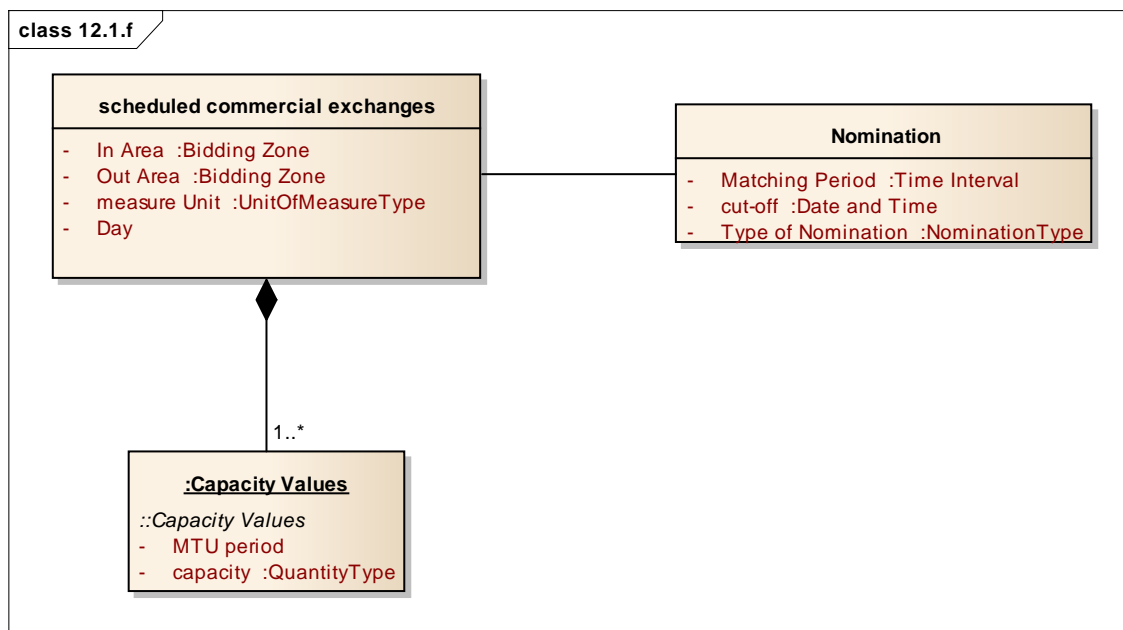 class 12.1.f
scheduled commercial exchanges
- In Area :Bidding Zone
- Out Area :Bidding Zone
- measure Unit :UnitOfMeasureType
- Day
Nomination
- Matching Period :Time Interval
- cut-off :Date and Time
- Type of Nomination :NominationType
1..*
:Capacity Values
::Capacity Values
- MTU period
- capacity :QuantityType